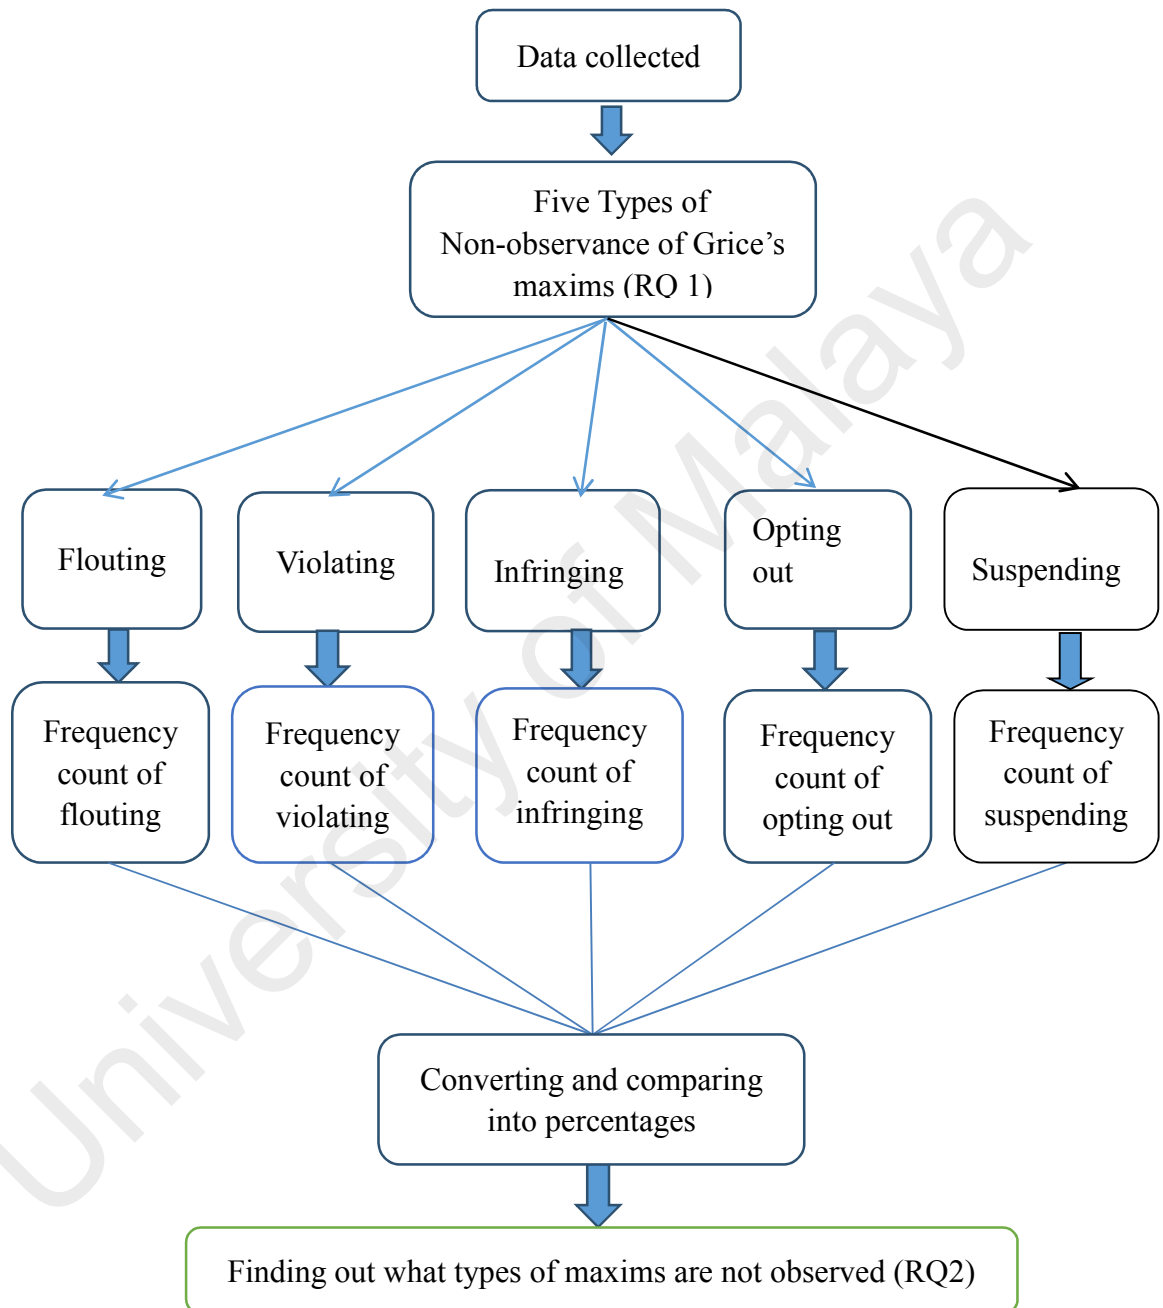 Data collected
Five Types of
Non-observance of Grice’s
maxims (RQ 1)
Flouting
Violating
Infringing
Opting
out
Suspending
Frequency
count of
flouting
Frequency
count of
violating
Frequency
count of
infringing
Frequency
count of
opting out
Frequency
count of
suspending
Converting and comparing
into percentages
Finding out what types of maxims are not observed (RQ2)
University of Malaya